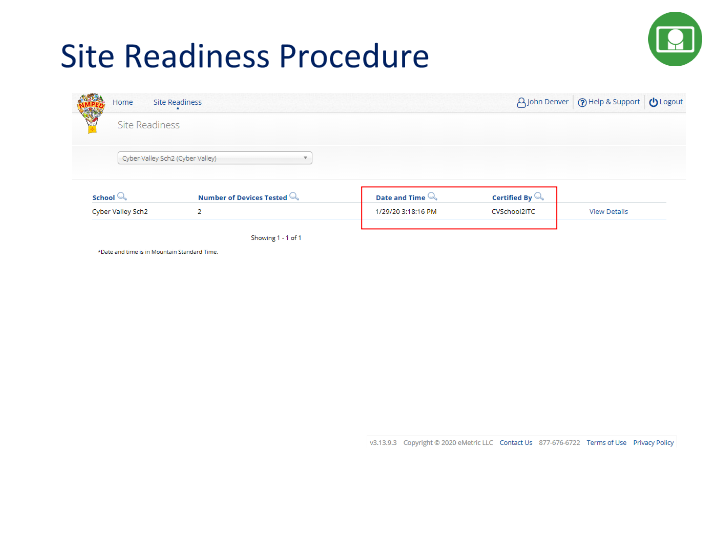 Site Readiness Procedure
NMPED
Home Site Readiness John Denver Help & Support Logout
Site Readiness
Cyber Valley Sch2 (Cyber Valley)
School Number of Devices Tested Date and Time Certified By
Cyber Valley Sch2 2 1/29/20 3:18:16 PM CVSchool2ITC View Details
Showing 1 - 1 of 1
*Date and time is in Mountain Standard Time.
v3.13.9.3 Copyright © 2020 eMetric LLC Contact Us 877-676-6722 Terms of Use Privacy Policy